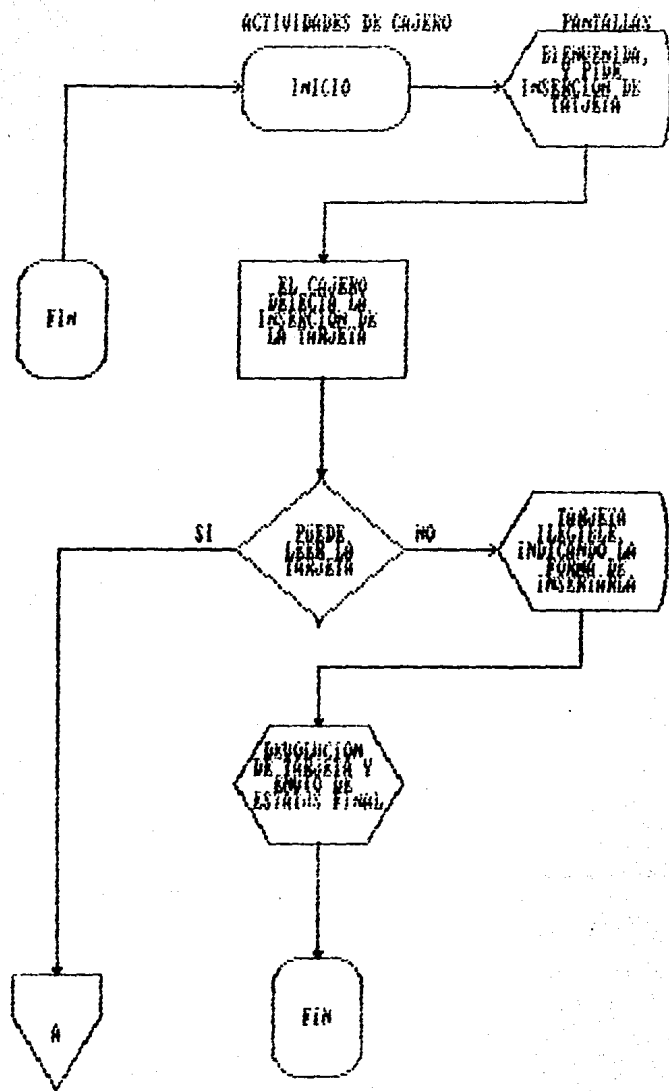 ACTIVIDADES DE CAJERO
PANTALLAS
INICIO
BIENVENIDA,
Y PIDE
INSERCION DE
TARJETA
FIN
EL CAJERO
DETECTA LA
INSERCION DE
LA TARJETA
SI
PUEDE
LEER LA
TARJETA
NO
TARJETA
ILEGIBLE,
INDICANDO LA
FORMA DE
INSERTARLA
DEVOLUCION
DE TARJETA Y
ENVIO DE
ESTATUS FINAL
A
FIN